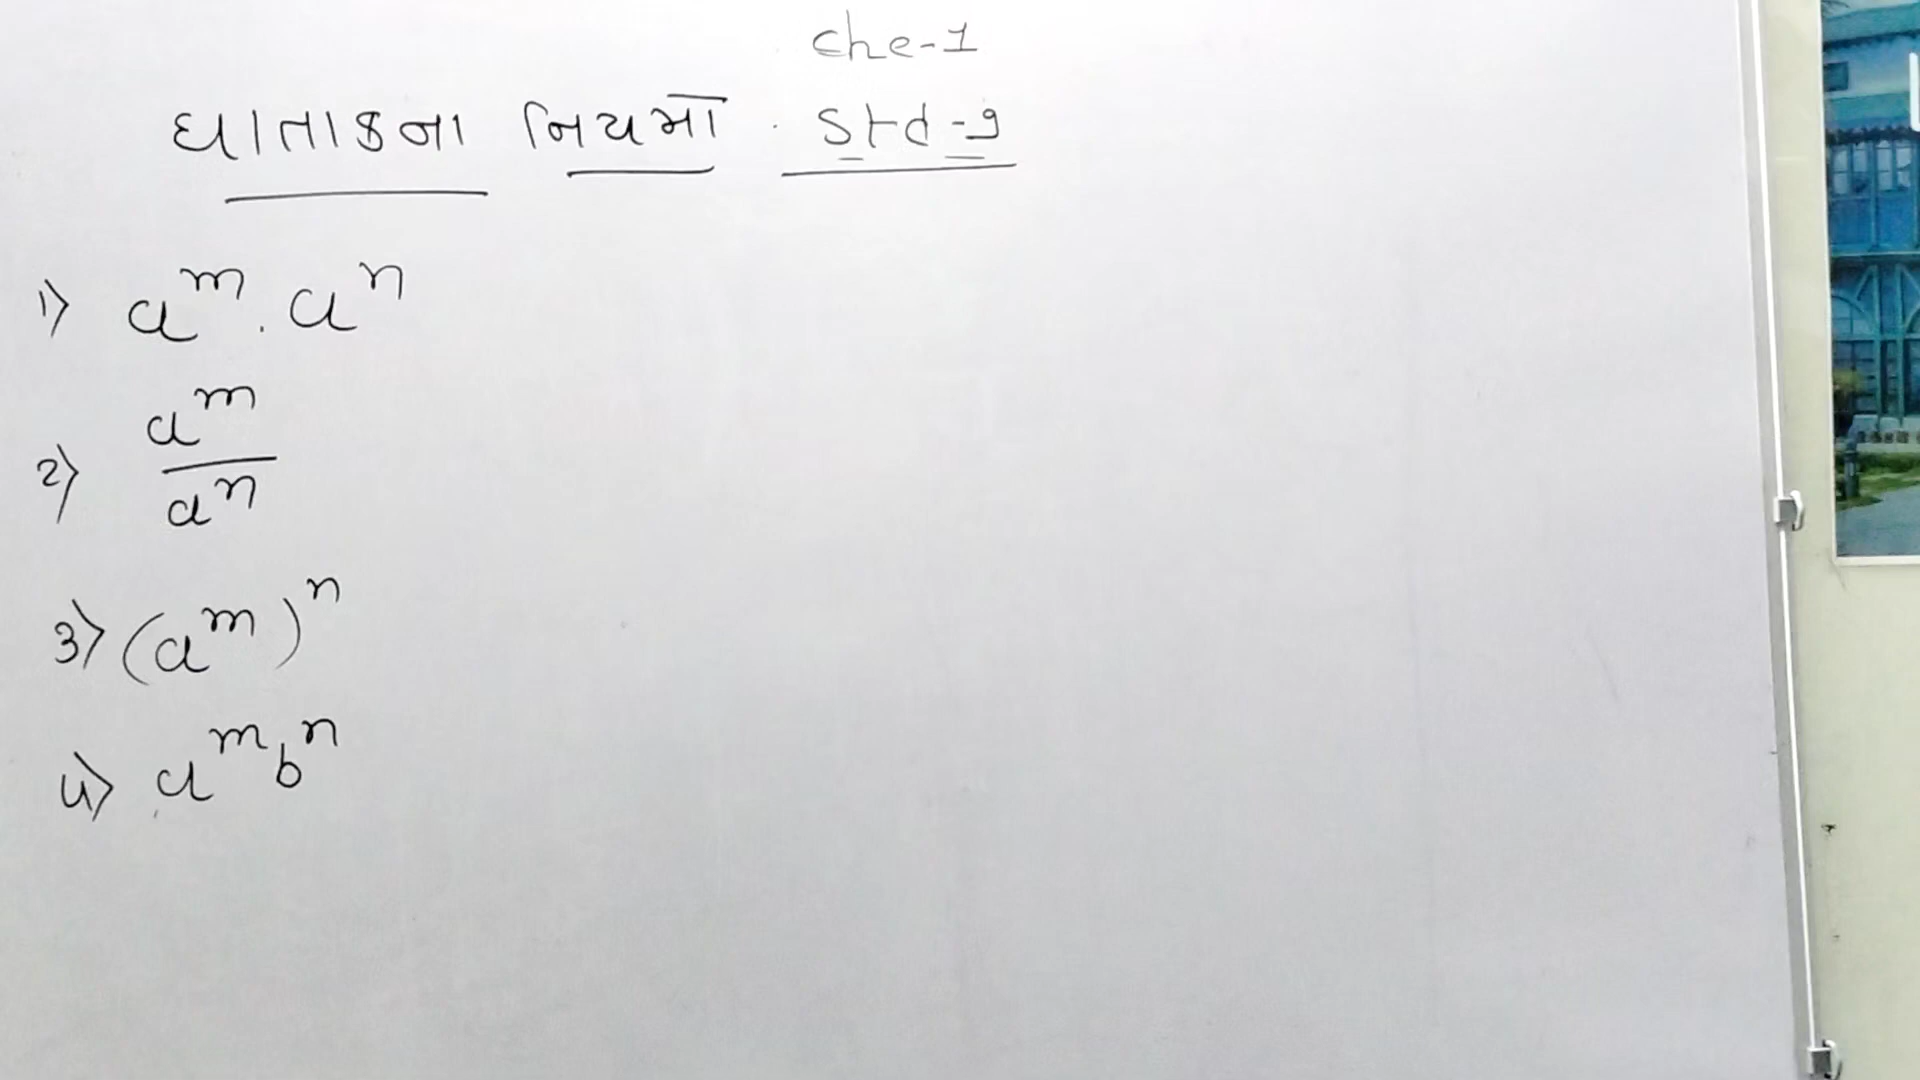 Che-1
ઘાતાકના નિયમો . Std-9
1) a^m . a^n
2) a^m / a^n
3) (a^m)^n
4) a^m b^n